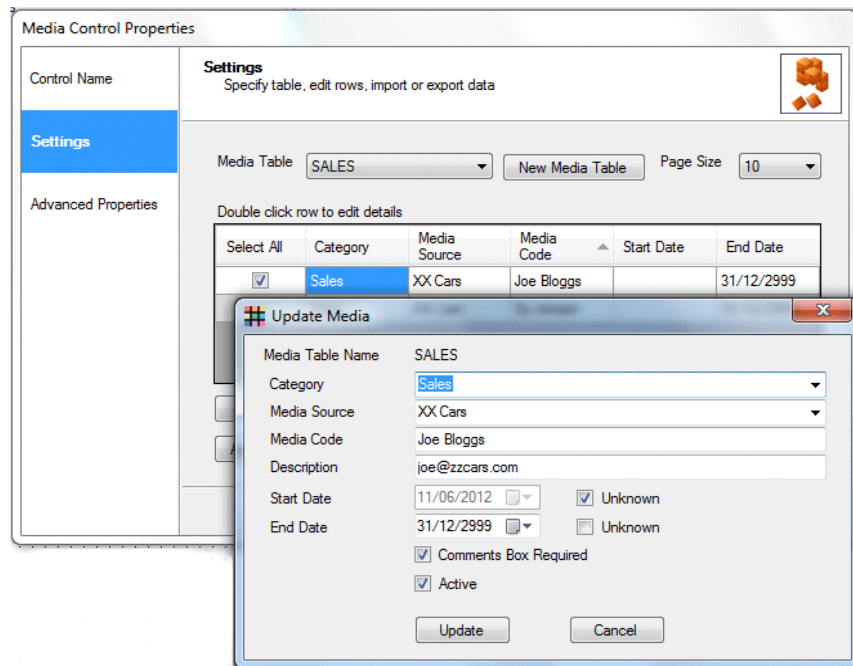 Media Control Properties
Control Name
Settings
Advanced Properties
Settings
Specify table, edit rows, import or export data
Media Table SALES New Media Table Page Size 10
Double click row to edit details
Select All Category Media Source Media Code Start Date End Date
Sales XX Cars Joe Bloggs 31/12/2999
Update Media
Media Table Name SALES
Category Sales
Media Source XX Cars
Media Code Joe Bloggs
Description joe@zzcars.com
Start Date 11/06/2012 Unknown
End Date 31/12/2999 Unknown
Comments Box Required
Active
Update Cancel